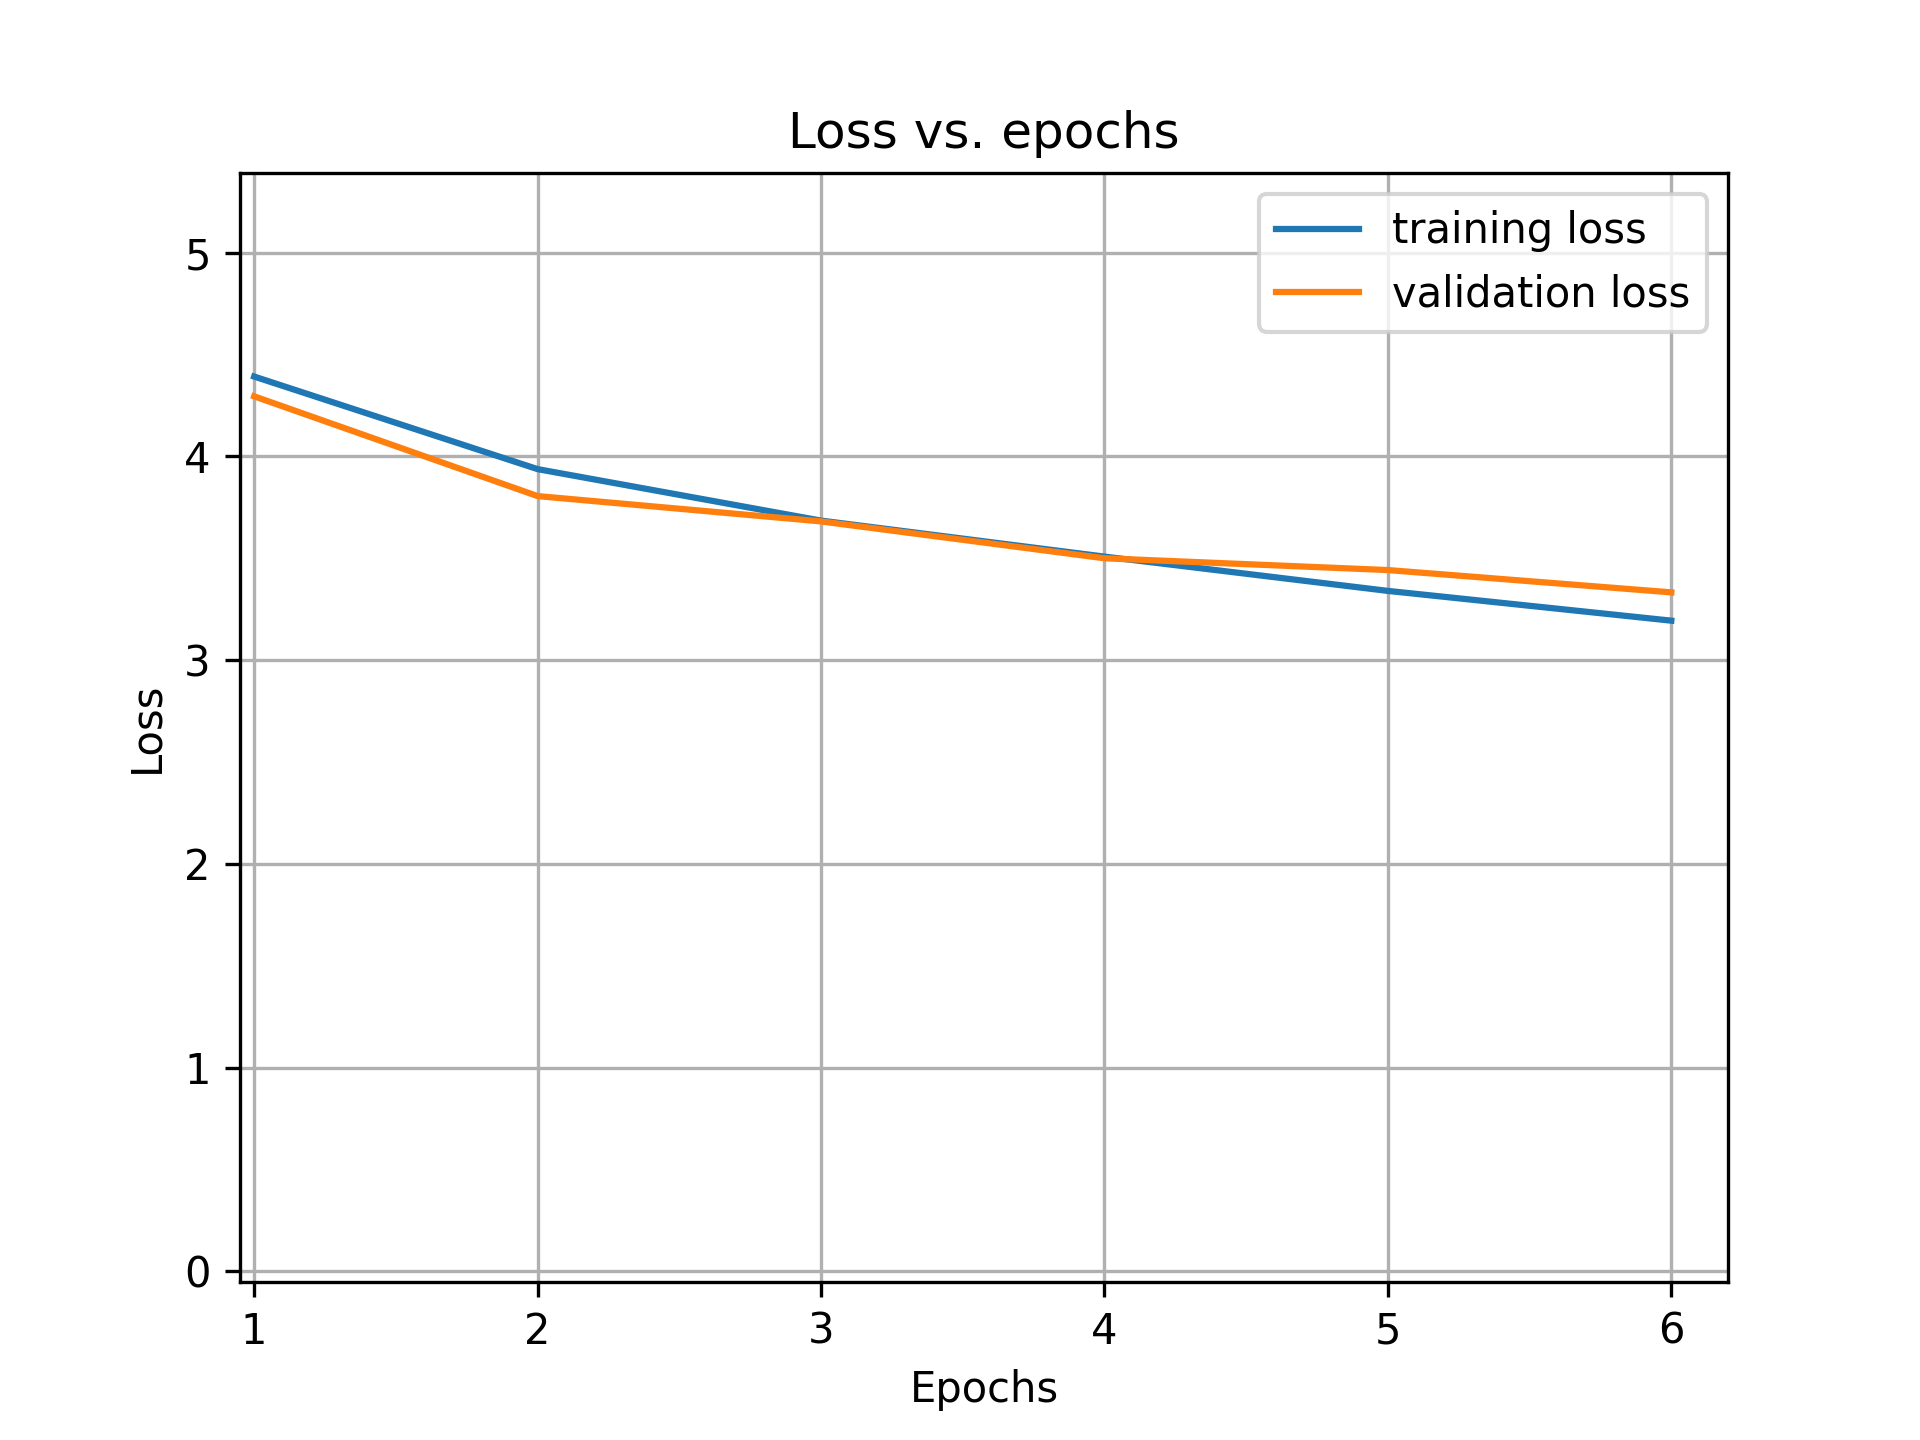 Loss vs. epochs
training loss
validation loss
5
4
3
2
1
0
Loss
1 2 3 4 5 6
Epochs